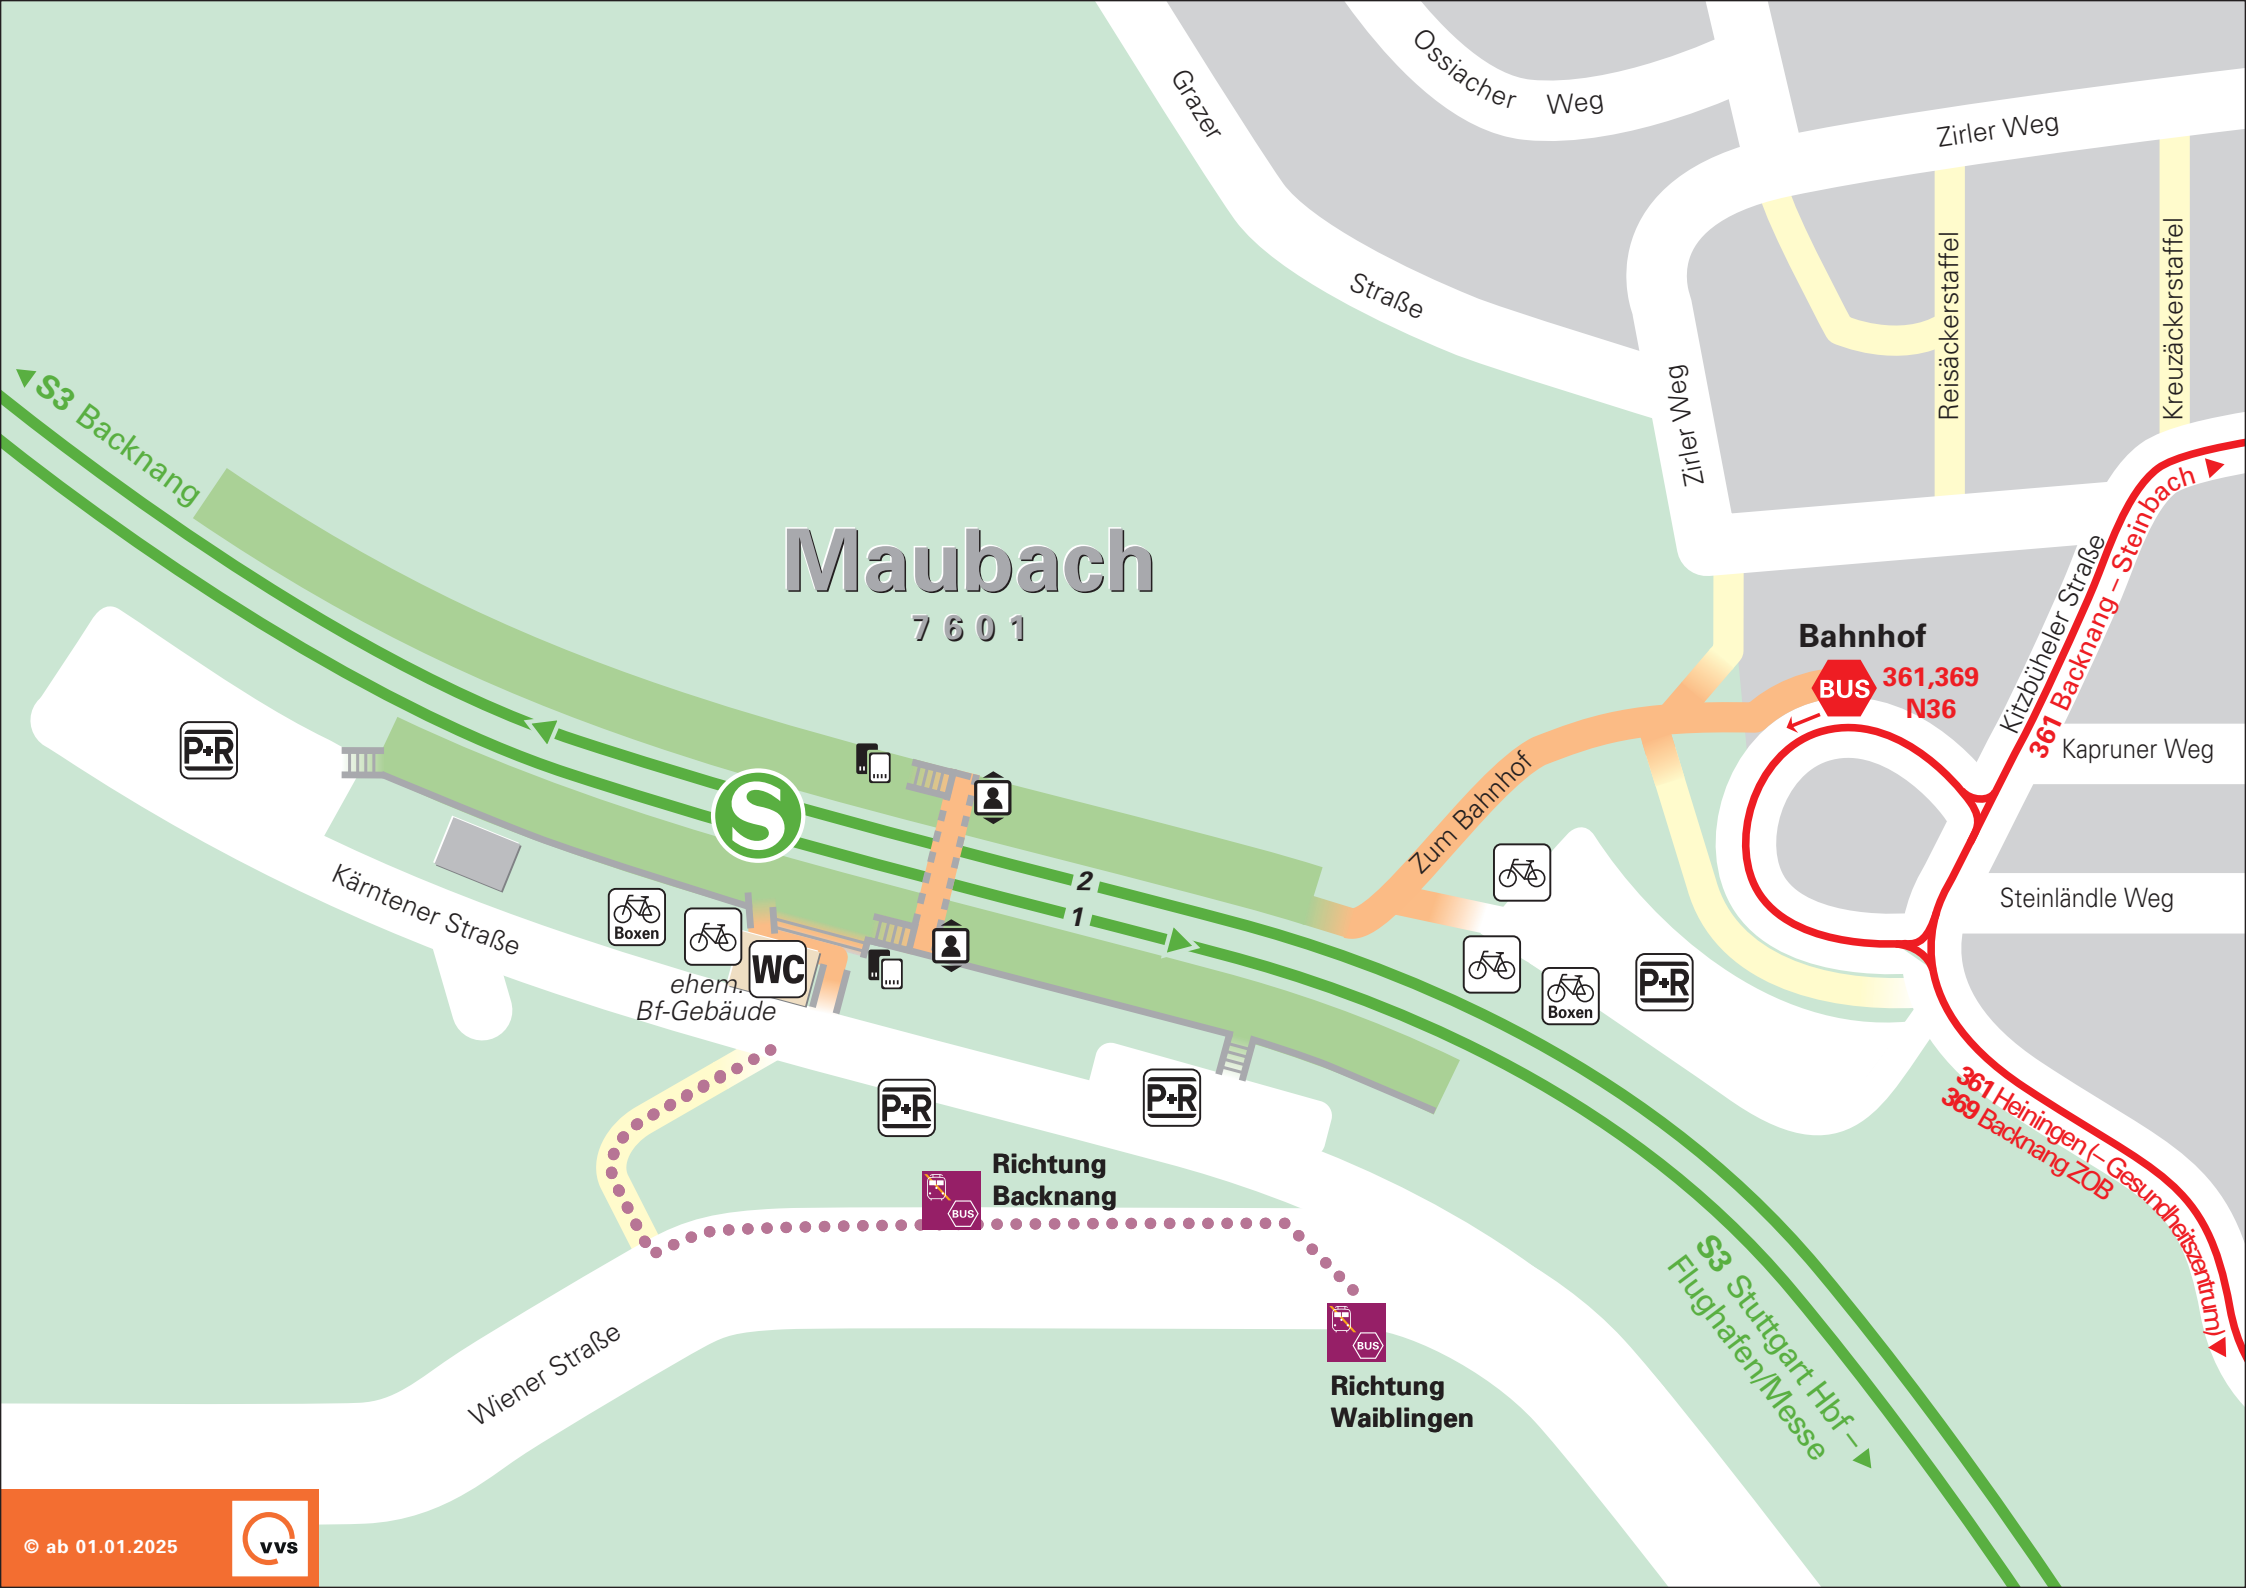 Ossiacher Weg
Grazer
Straße
Zirler Weg
Zirler Weg
Reisäckerstaffel
Kreuzäckerstaffel
S3 Backnang
Maubach
7601
Bahnhof
BUS
361,369
N36
Kitzbüheler Straße
361 Backnang – Steinbach
Kapruner Weg
Steinländle Weg
Zum Bahnhof
P+R
S
2
1
Kärntener Straße
Boxen
WC
ehem.
Bf-Gebäude
Boxen
P+R
P+R
P+R
361 Heiningen (– Gesundheitszentrum)
369 Backnang ZOB
Richtung
Backnang
BUS
BUS
Richtung
Waiblingen
S3 Stuttgart Hbf –
Flughafen/Messe
Wiener Straße
© ab 01.01.2025
vvs